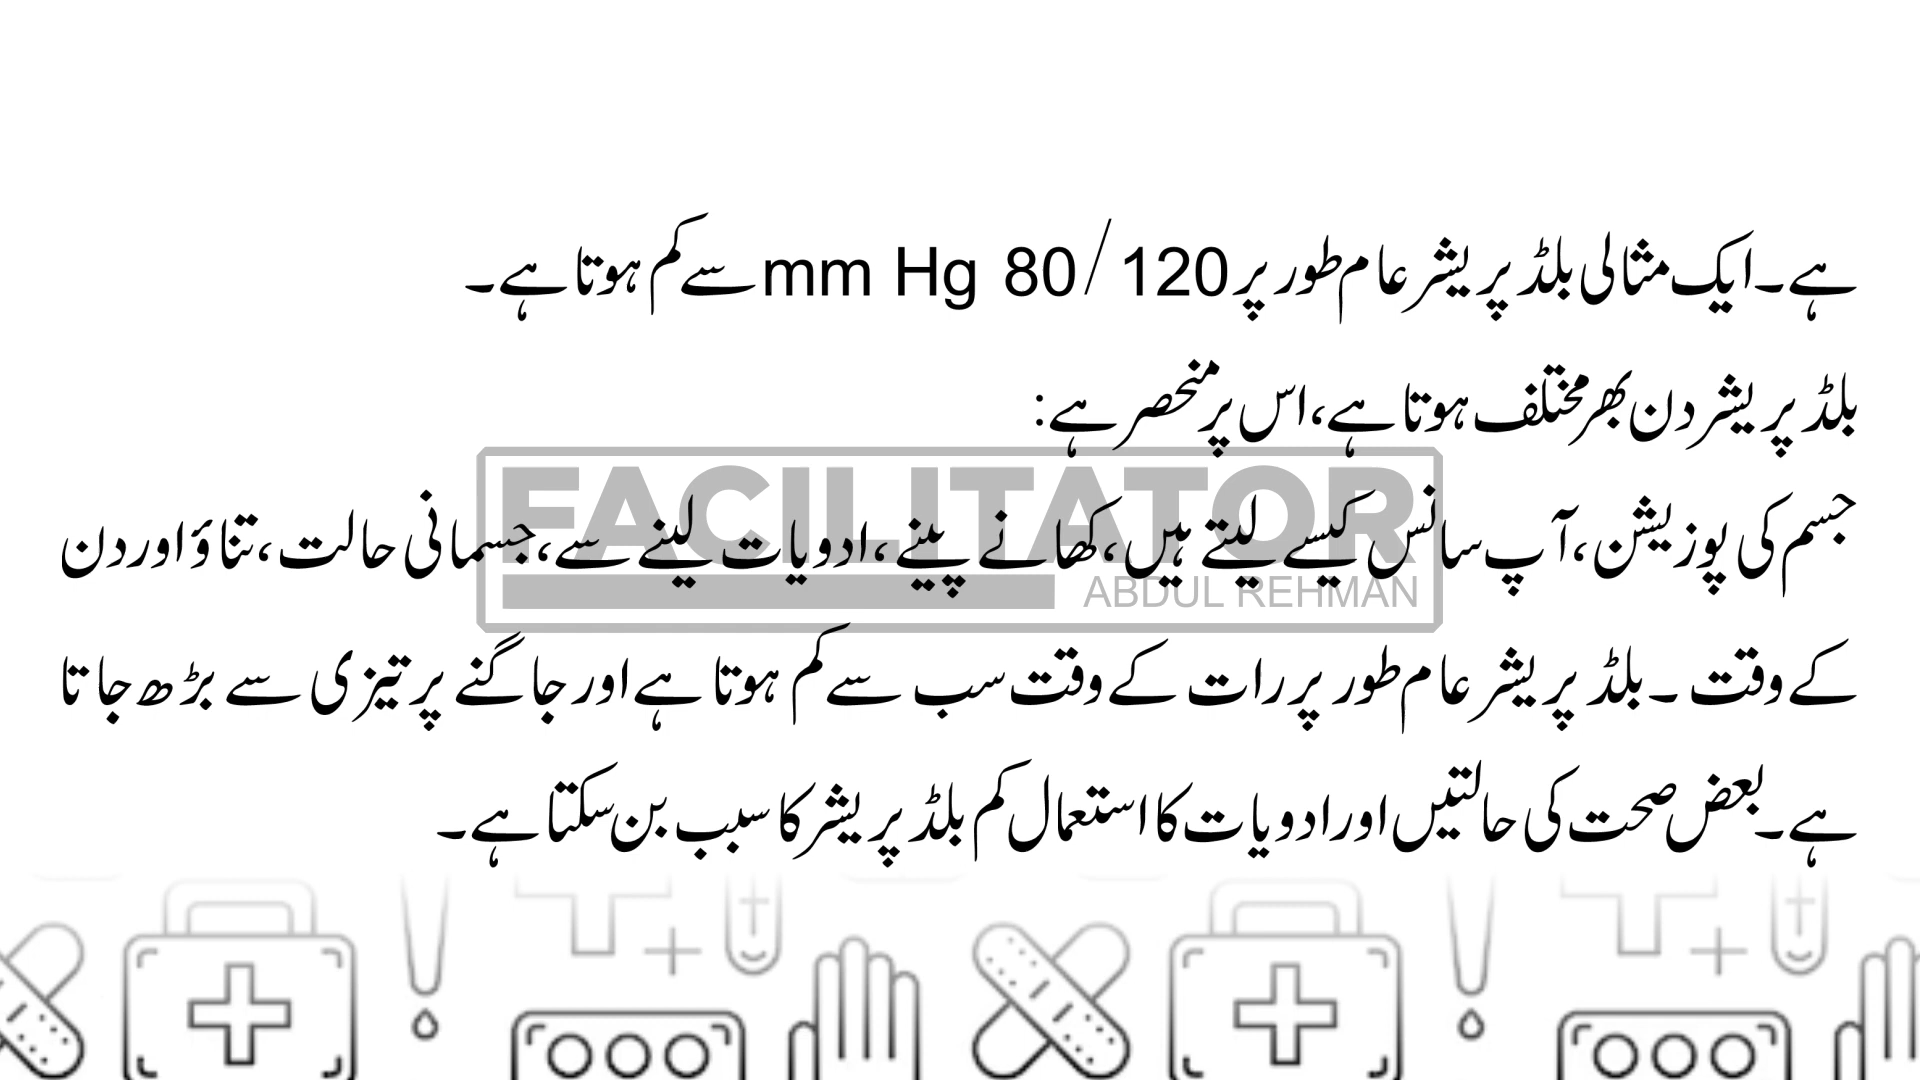 ہے۔ایک مثالی بلڈ پریشر عام طور پر 120/ 80 mm Hg سے کم ہوتا ہے۔
بلڈ پریشر دن بھر مختلف ہوتا ہے، اس پر منحصر ہے:
جسم کی پوزیشن، آپ سانس کیسے لیتے ہیں، کھانے پینے، ادویات لینے سے، جسمانی حالت، تناؤ اور دن
کے وقت ۔ بلڈ پریشر عام طور پر رات کے وقت سب سے کم ہوتا ہے اور جاگنے پر تیزی سے بڑھ جاتا
ہے۔ بعض صحت کی حالتیں اور ادویات کا استعمال کم بلڈ پریشر کا سبب بن سکتا ہے۔
FACILITATOR
ABDUL REHMAN